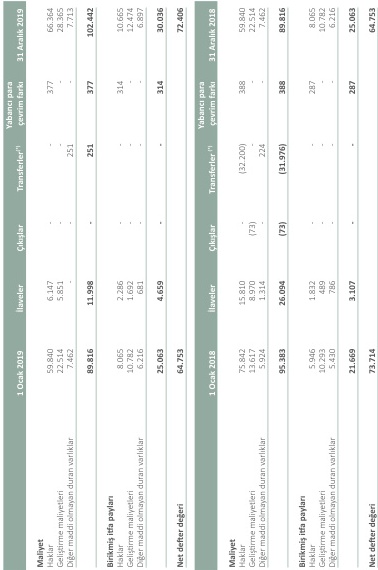 1 Ocak 2019 İlaveler Çıkışlar Transferler(*) Yabancı para çevrim farkı 31 Aralık 2019
Maliyet
Haklar 59.840 6.147 - - 377 66.364
Geliştirme maliyetleri 22.514 5.851 - - - 28.365
Diğer maddi olmayan duran varlıklar 7.462 - - 251 - 7.713
89.816 11.998 - 251 377 102.442
Birikmiş itfa payları
Haklar 8.065 2.286 - - 314 10.665
Geliştirme maliyetleri 10.782 1.692 - - - 12.474
Diğer maddi olmayan duran varlıklar 6.216 681 - - - 6.897
25.063 4.659 - - 314 30.036
Net defter değeri 64.753 72.406
1 Ocak 2018 İlaveler Çıkışlar Transferler (*) Yabancı para çevrim farkı 31 Aralık 2018
Maliyet
Haklar 75.842 15.810 - (32.200) 388 59.840
Geliştirme maliyetleri 13.617 8.970 (73) - - 22.514
Diğer maddi olmayan duran varlıklar 5.924 1.314 - 224 - 7.462
95.383 26.094 (73) (31.976) 388 89.816
Birikmiş itfa payları
Haklar 5.946 1.832 - - 287 8.065
Geliştirme maliyetleri 10.293 489 - - - 10.782
Diğer maddi olmayan duran varlıklar 5.430 786 - - - 6.216
21.669 3.107 - - 287 25.063
Net defter değeri 73.714 64.753